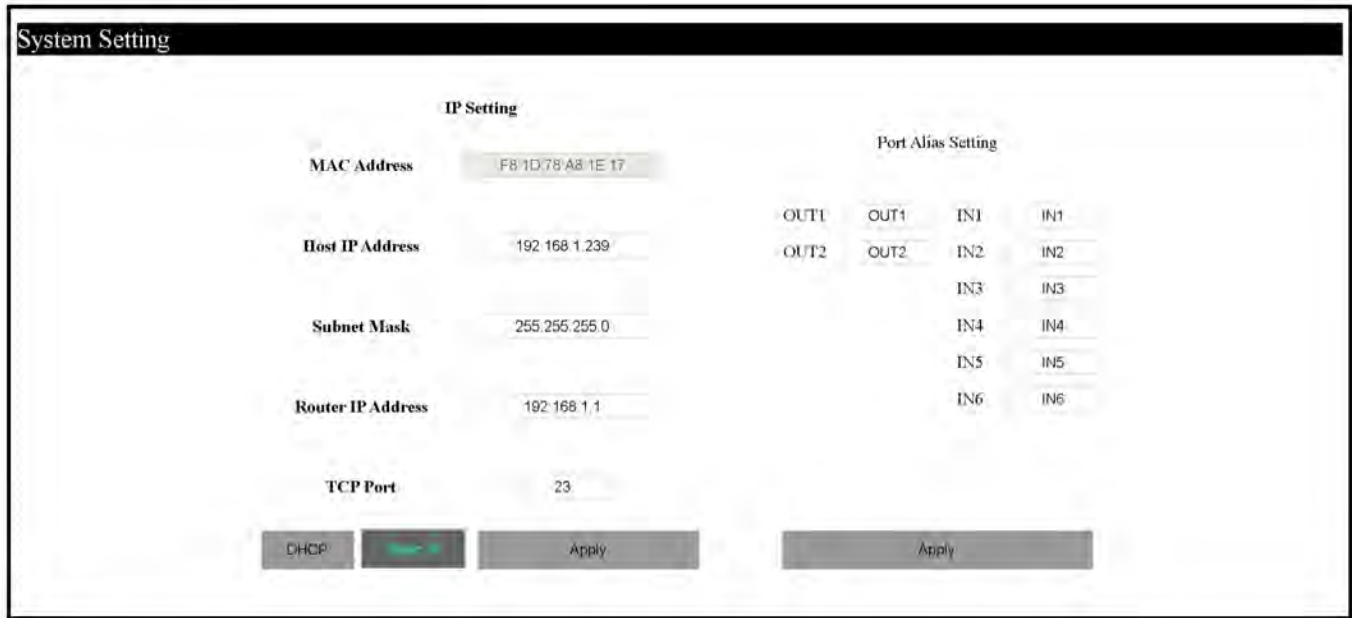 System Setting
IP Setting
MAC Address F8:1D:78:A8:1E:17
Host IP Address 192.168.1.239
Subnet Mask 255.255.255.0
Router IP Address 192.168.1.1
TCP Port 23
DHCP Apply
Port Alias Setting
OUT1 OUT1 IN1 IN1
OUT2 OUT2 IN2 IN2
IN3 IN3
IN4 IN4
IN5 IN5
IN6 IN6
Apply